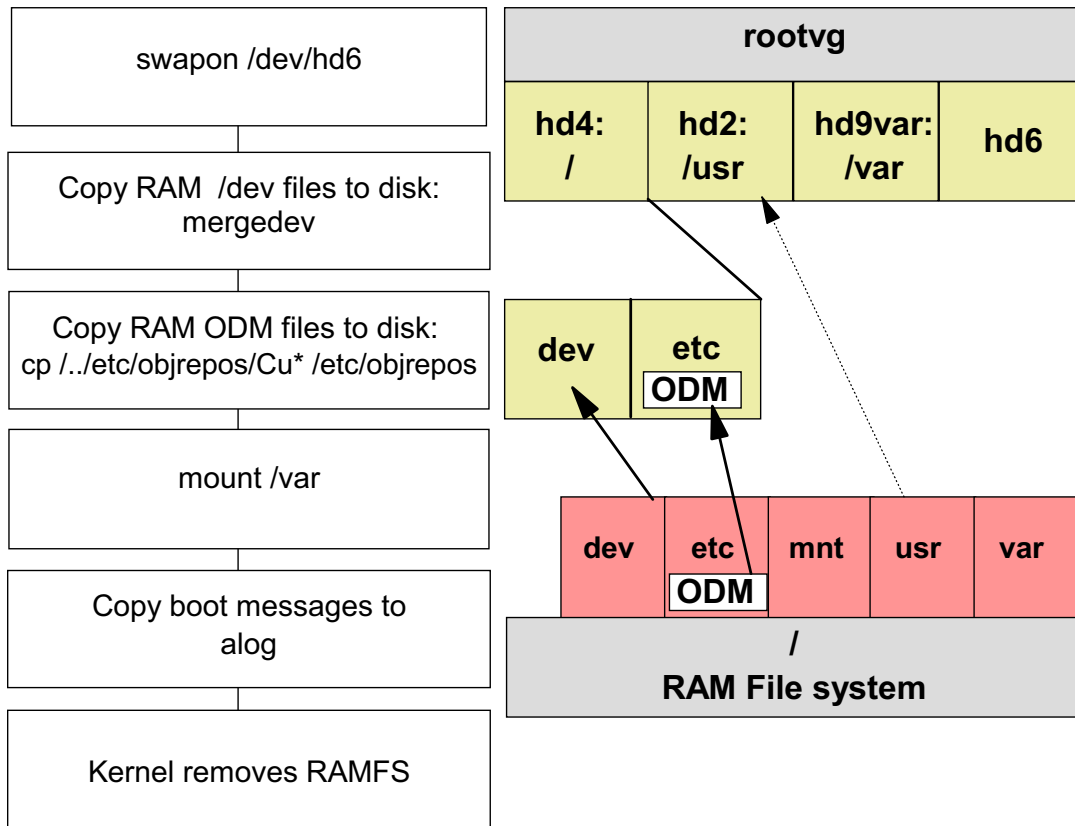 swapon /dev/hd6
Copy RAM /dev files to disk:
mergedev
Copy RAM ODM files to disk:
cp /../etc/objrepos/Cu* /etc/objrepos
mount /var
Copy boot messages to
alog
Kernel removes RAMFS
rootvg
hd4:
/
hd2:
/usr
hd9var:
/var
hd6
dev
etc
ODM
dev
etc
ODM
mnt
usr
var
/
RAM File system